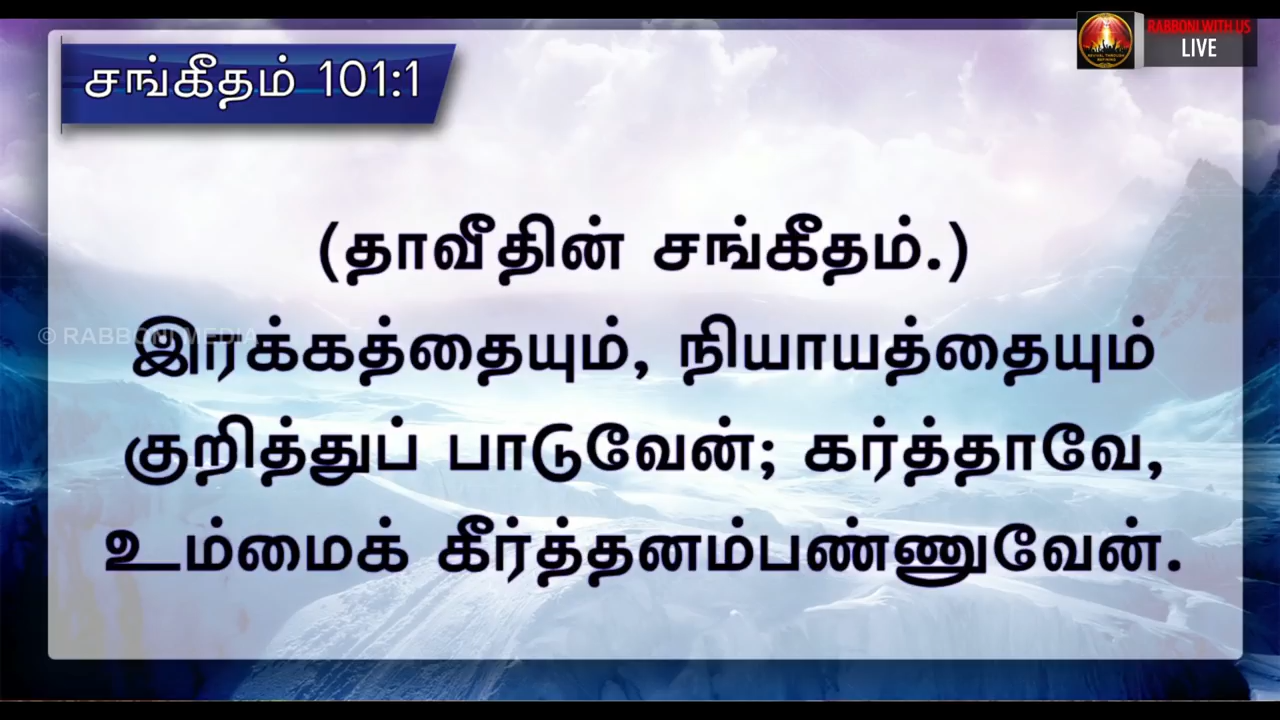 RABBONI WITH US
LIVE
சங்கீதம் 101:1
(தாவீதின் சங்கீதம்.)
© RABBONI MEDIA
இரக்கத்தையும், நியாயத்தையும்
குறித்துப் பாடுவேன்; கர்த்தாவே,
உம்மைக் கீர்த்தனம்பண்ணுவேன்.